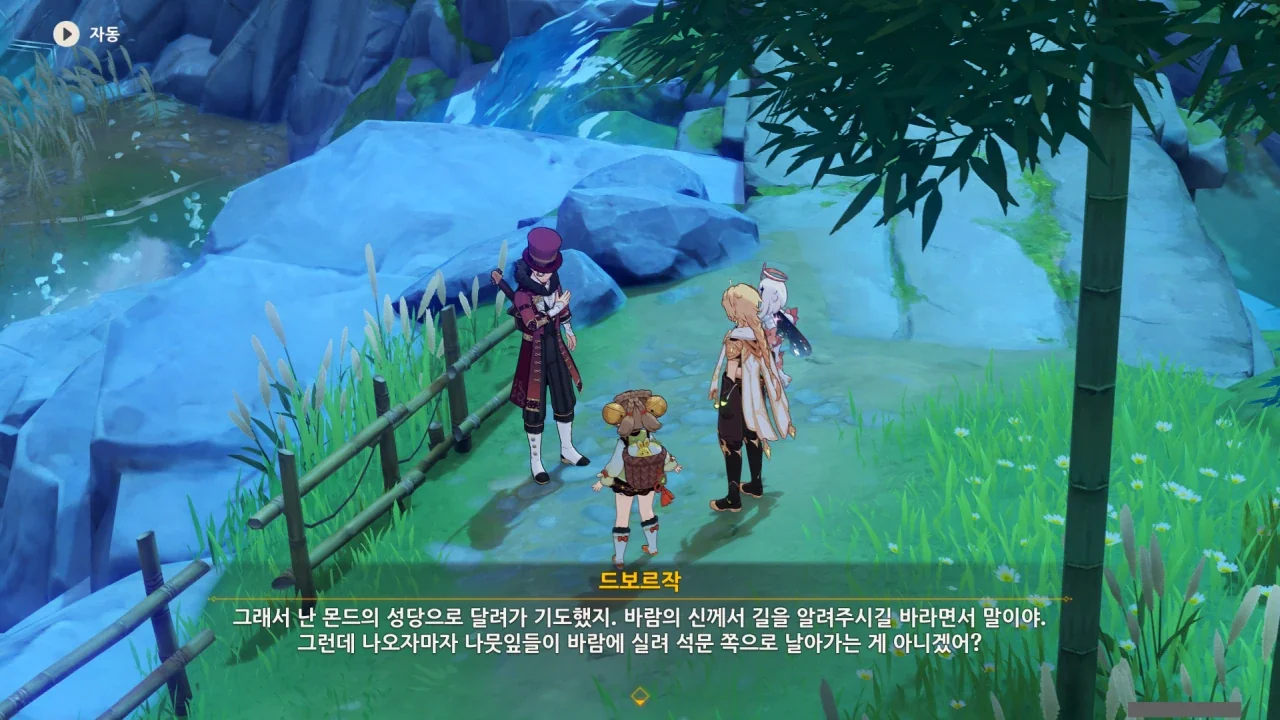 자동
드보르작
그래서 난 몬드의 성당으로 달려가 기도했지. 바람의 신께서 길을 알려주시길 바라면서 말이야.
그런데 나오자마자 나뭇잎들이 바람에 실려 석문 쪽으로 날아가는 게 아니겠어?